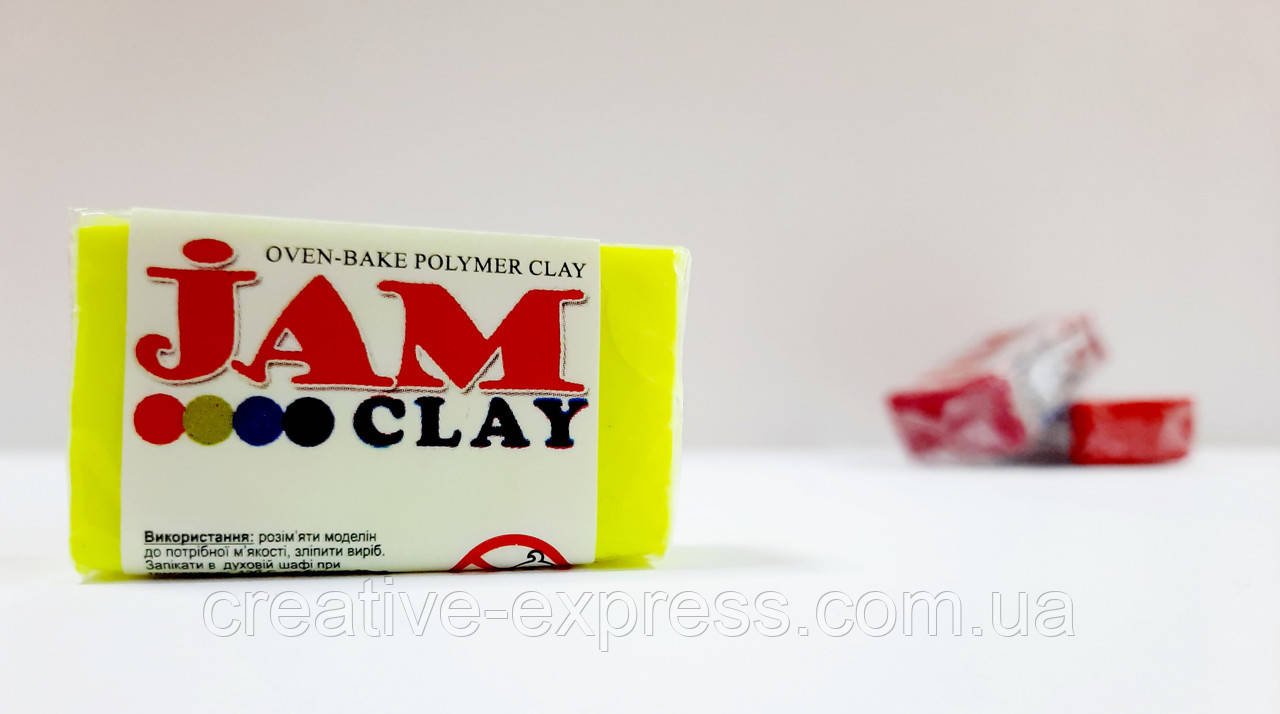 OVEN-BAKE POLYMER CLAY
JAM
CLAY
Використання: розім'яти моделін
до потрібної м'якості, зліпити виріб.
Запікати в духовій шафі при
creative-express.com.ua